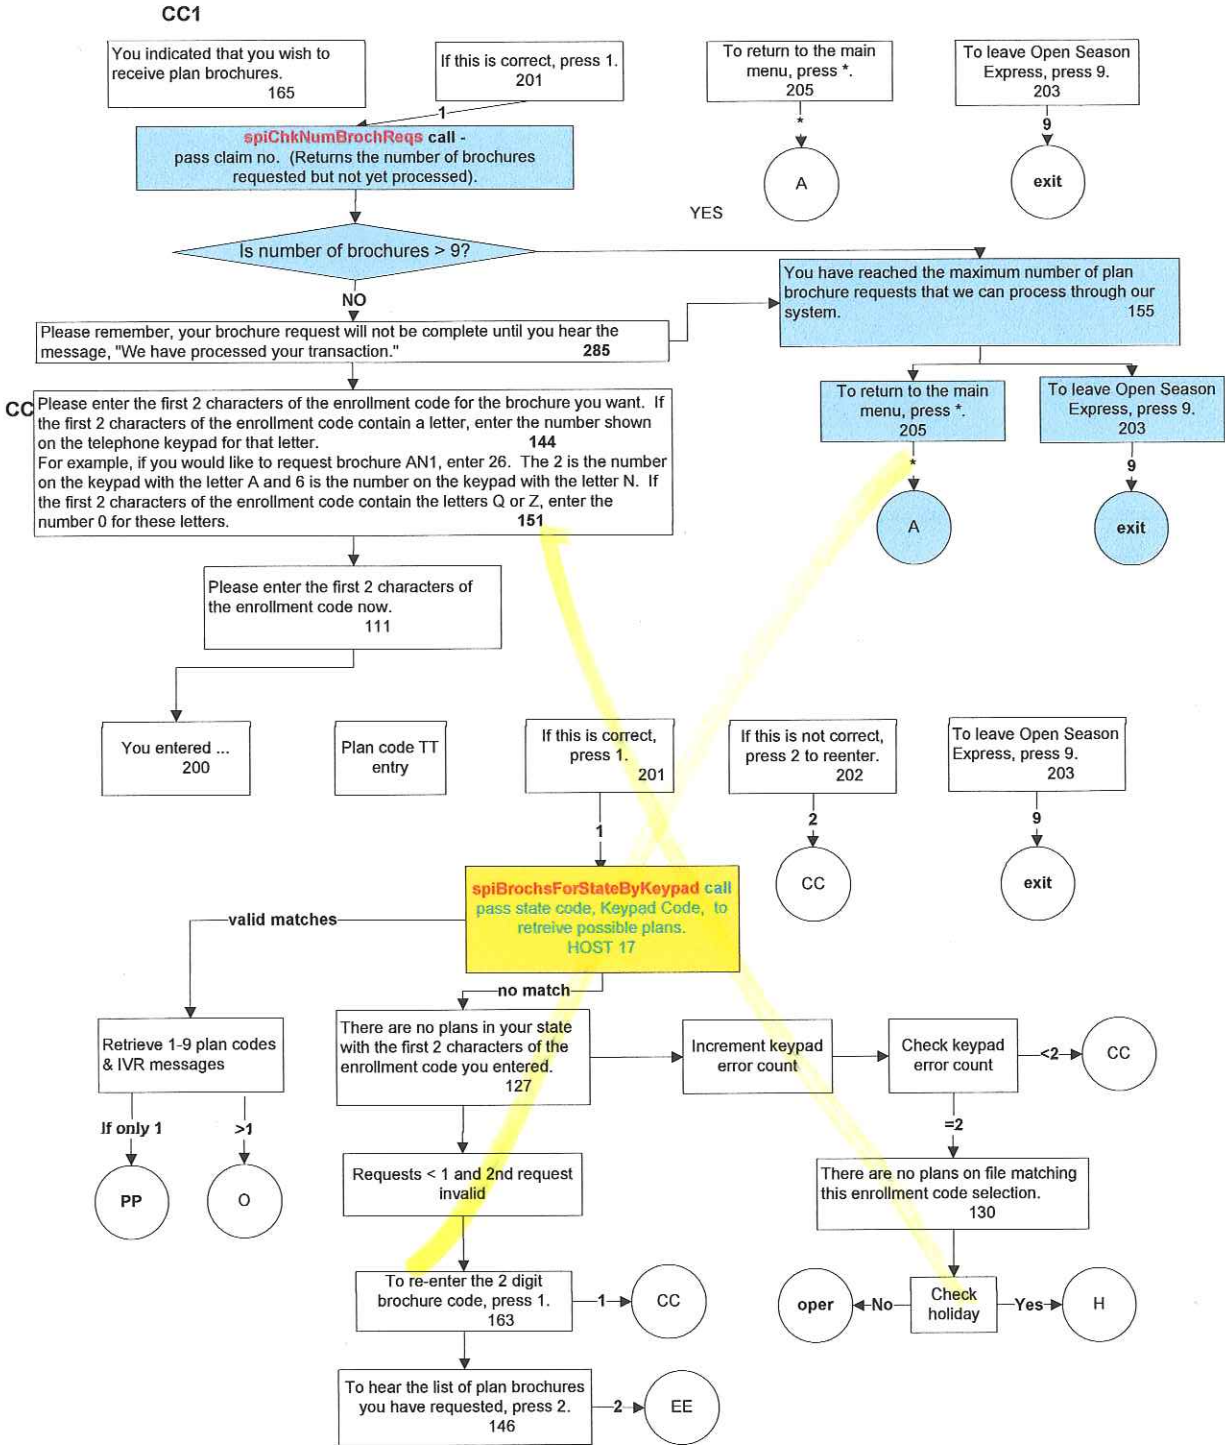 CC1
You indicated that you wish to
receive plan brochures.
165
If this is correct, press 1.
201
To return to the main
menu, press *.
205
To leave Open Season
Express, press 9.
203
1
*
9
A
exit
spiChkNumBrochReqs call -
pass claim no. (Returns the number of brochures
requested but not yet processed).
YES
Is number of brochures > 9?
NO
You have reached the maximum number of plan
brochure requests that we can process through our
system. 155
Please remember, your brochure request will not be complete until you hear the
message, "We have processed your transaction." 285
To return to the main
menu, press *.
205
To leave Open Season
Express, press 9.
203
*
9
A
exit
CC
Please enter the first 2 characters of the enrollment code for the brochure you want. If
the first 2 characters of the enrollment code contain a letter, enter the number shown
on the telephone keypad for that letter. 144
For example, if you would like to request brochure AN1, enter 26. The 2 is the number
on the keypad with the letter A and 6 is the number on the keypad with the letter N. If
the first 2 characters of the enrollment code contain the letters Q or Z, enter the
number 0 for these letters. 151
Please enter the first 2 characters of
the enrollment code now.
111
You entered ...
200
Plan code TT
entry
If this is correct,
press 1.
201
If this is not correct,
press 2 to reenter.
202
To leave Open Season
Express, press 9.
203
1
2
9
CC
exit
spiBrochsForStateByKeypad call
pass state code, Keypad Code, to
retreive possible plans.
HOST 17
valid matches
no match
Retrieve 1-9 plan codes
& IVR messages
There are no plans in your state
with the first 2 characters of the
enrollment code you entered.
127
Increment keypad
error count
Check keypad
error count
<2
CC
If only 1
>1
=2
PP
O
Requests < 1 and 2nd request
invalid
There are no plans on file matching
this enrollment code selection.
130
To re-enter the 2 digit
brochure code, press 1.
163
1
CC
oper
No
Check
holiday
Yes
H
To hear the list of plan brochures
you have requested, press 2.
146
2
EE